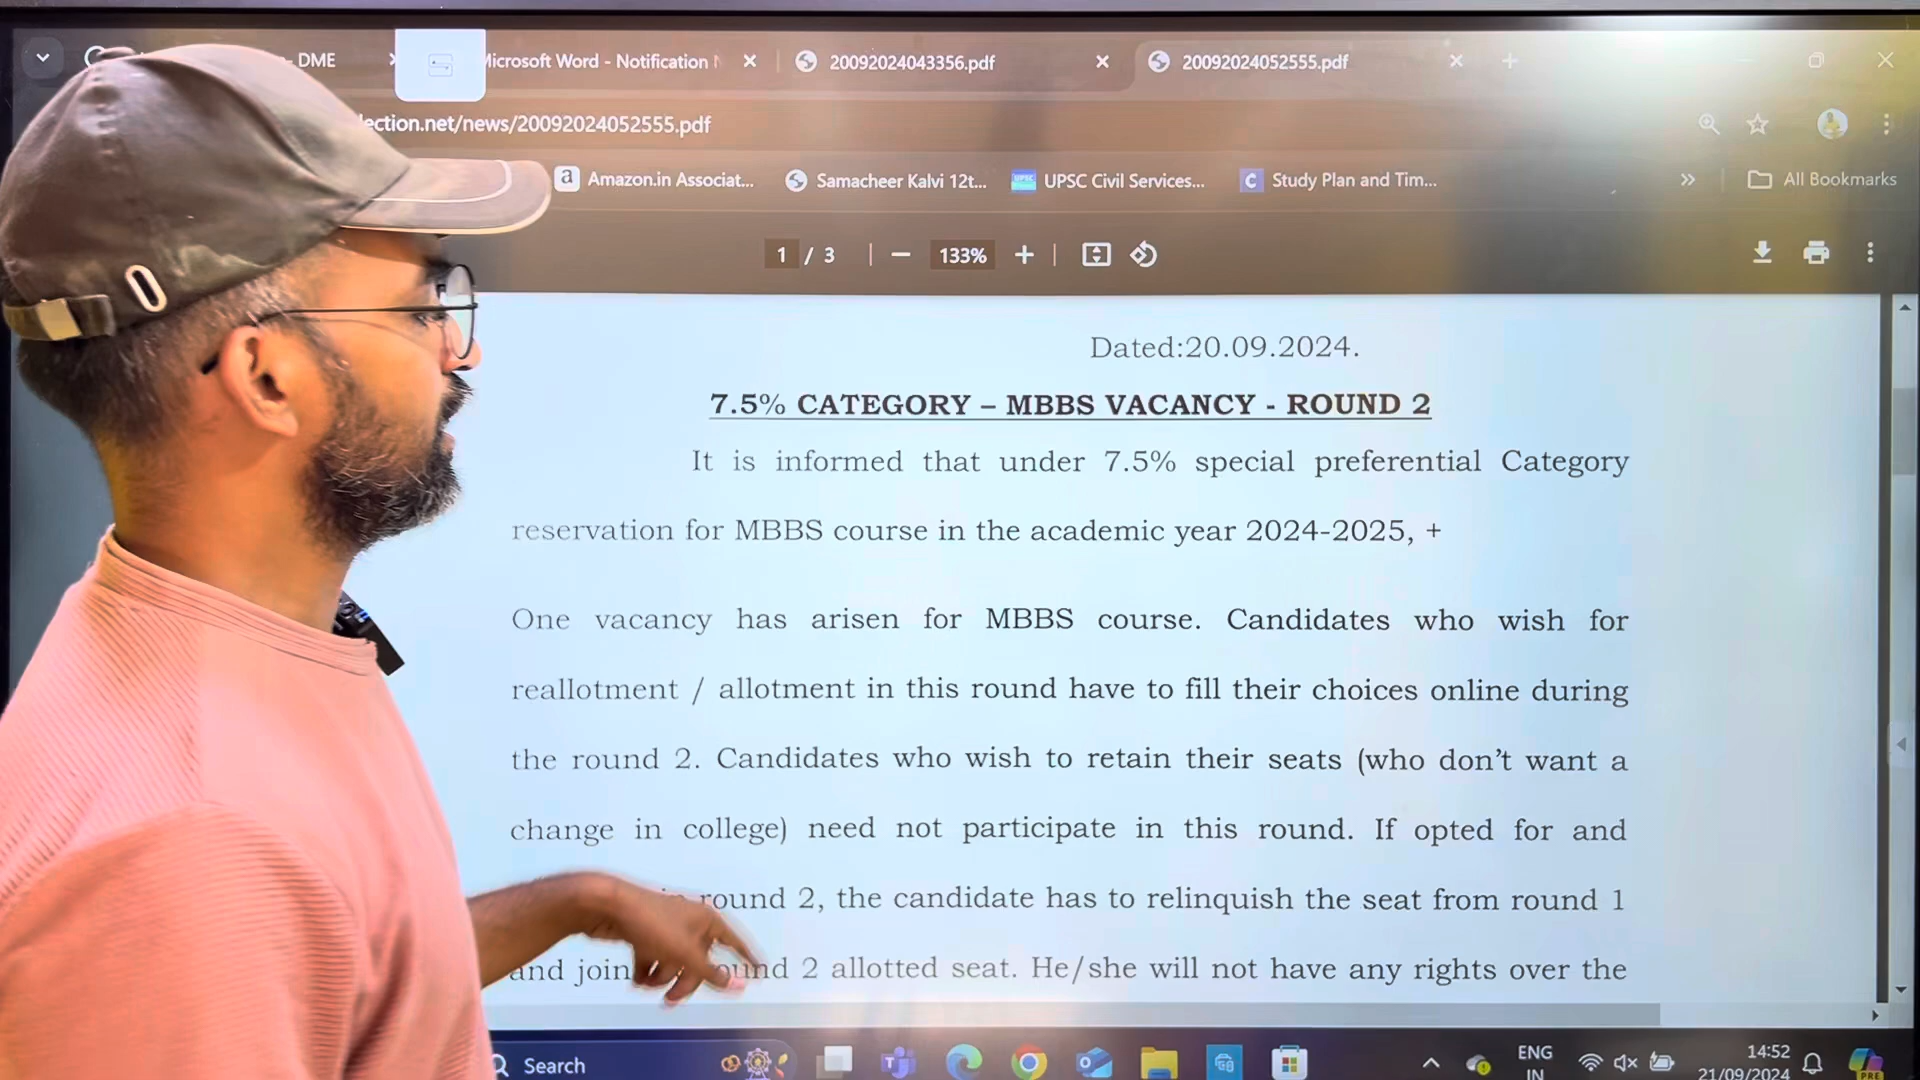 DME
Microsoft Word - Notification
20092024043356.pdf
20092024052555.pdf
ection.net/news/20092024052555.pdf
a Amazon.in Associat...
Samacheer Kalvi 12t...
UPSC UPSC Civil Services...
C Study Plan and Tim...
All Bookmarks
1 / 3
133%
Dated:20.09.2024.
7.5% CATEGORY – MBBS VACANCY - ROUND 2
It is informed that under 7.5% special preferential Category
reservation for MBBS course in the academic year 2024-2025, +
One vacancy has arisen for MBBS course. Candidates who wish for
reallotment / allotment in this round have to fill their choices online during
the round 2. Candidates who wish to retain their seats (who don't want a
change in college) need not participate in this round. If opted for and
round 2, the candidate has to relinquish the seat from round 1
and join 2 allotted seat. He/she will not have any rights over the
Search
ENG
IN
14:52
21/09/2024
PRE